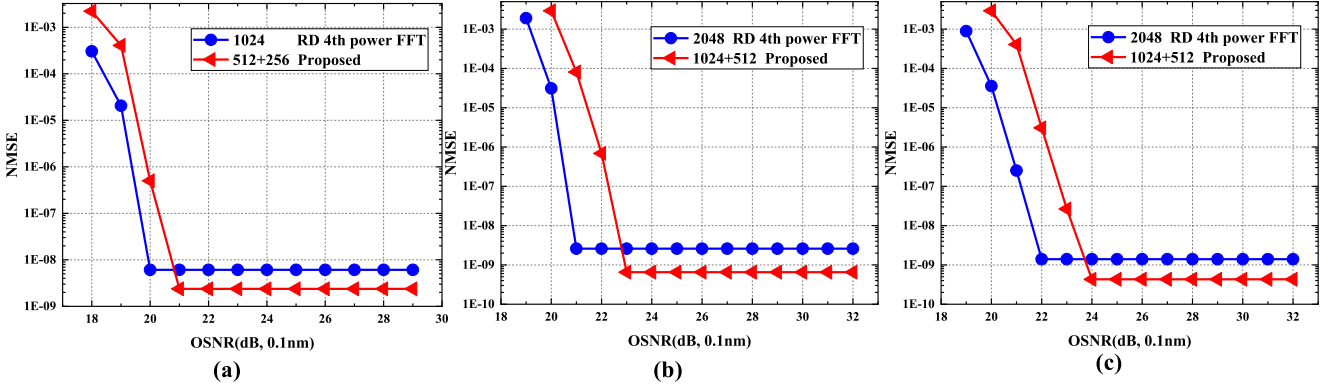 1E-03
1E-04
1E-05
1E-06
1E-07
1E-08
1E-09
NMSE
1024 RD 4th power FFT
512+256 Proposed
18 20 22 24 26 28 30
OSNR(dB, 0.1nm)
(a)
1E-03
1E-04
1E-05
1E-06
1E-07
1E-08
1E-09
1E-10
NMSE
2048 RD 4th power FFT
1024+512 Proposed
18 20 22 24 26 28 30 32
OSNR(dB, 0.1nm)
(b)
1E-03
1E-04
1E-05
1E-06
1E-07
1E-08
1E-09
1E-10
NMSE
2048 RD 4th power FFT
1024+512 Proposed
18 20 22 24 26 28 30 32
OSNR(dB, 0.1nm)
(c)